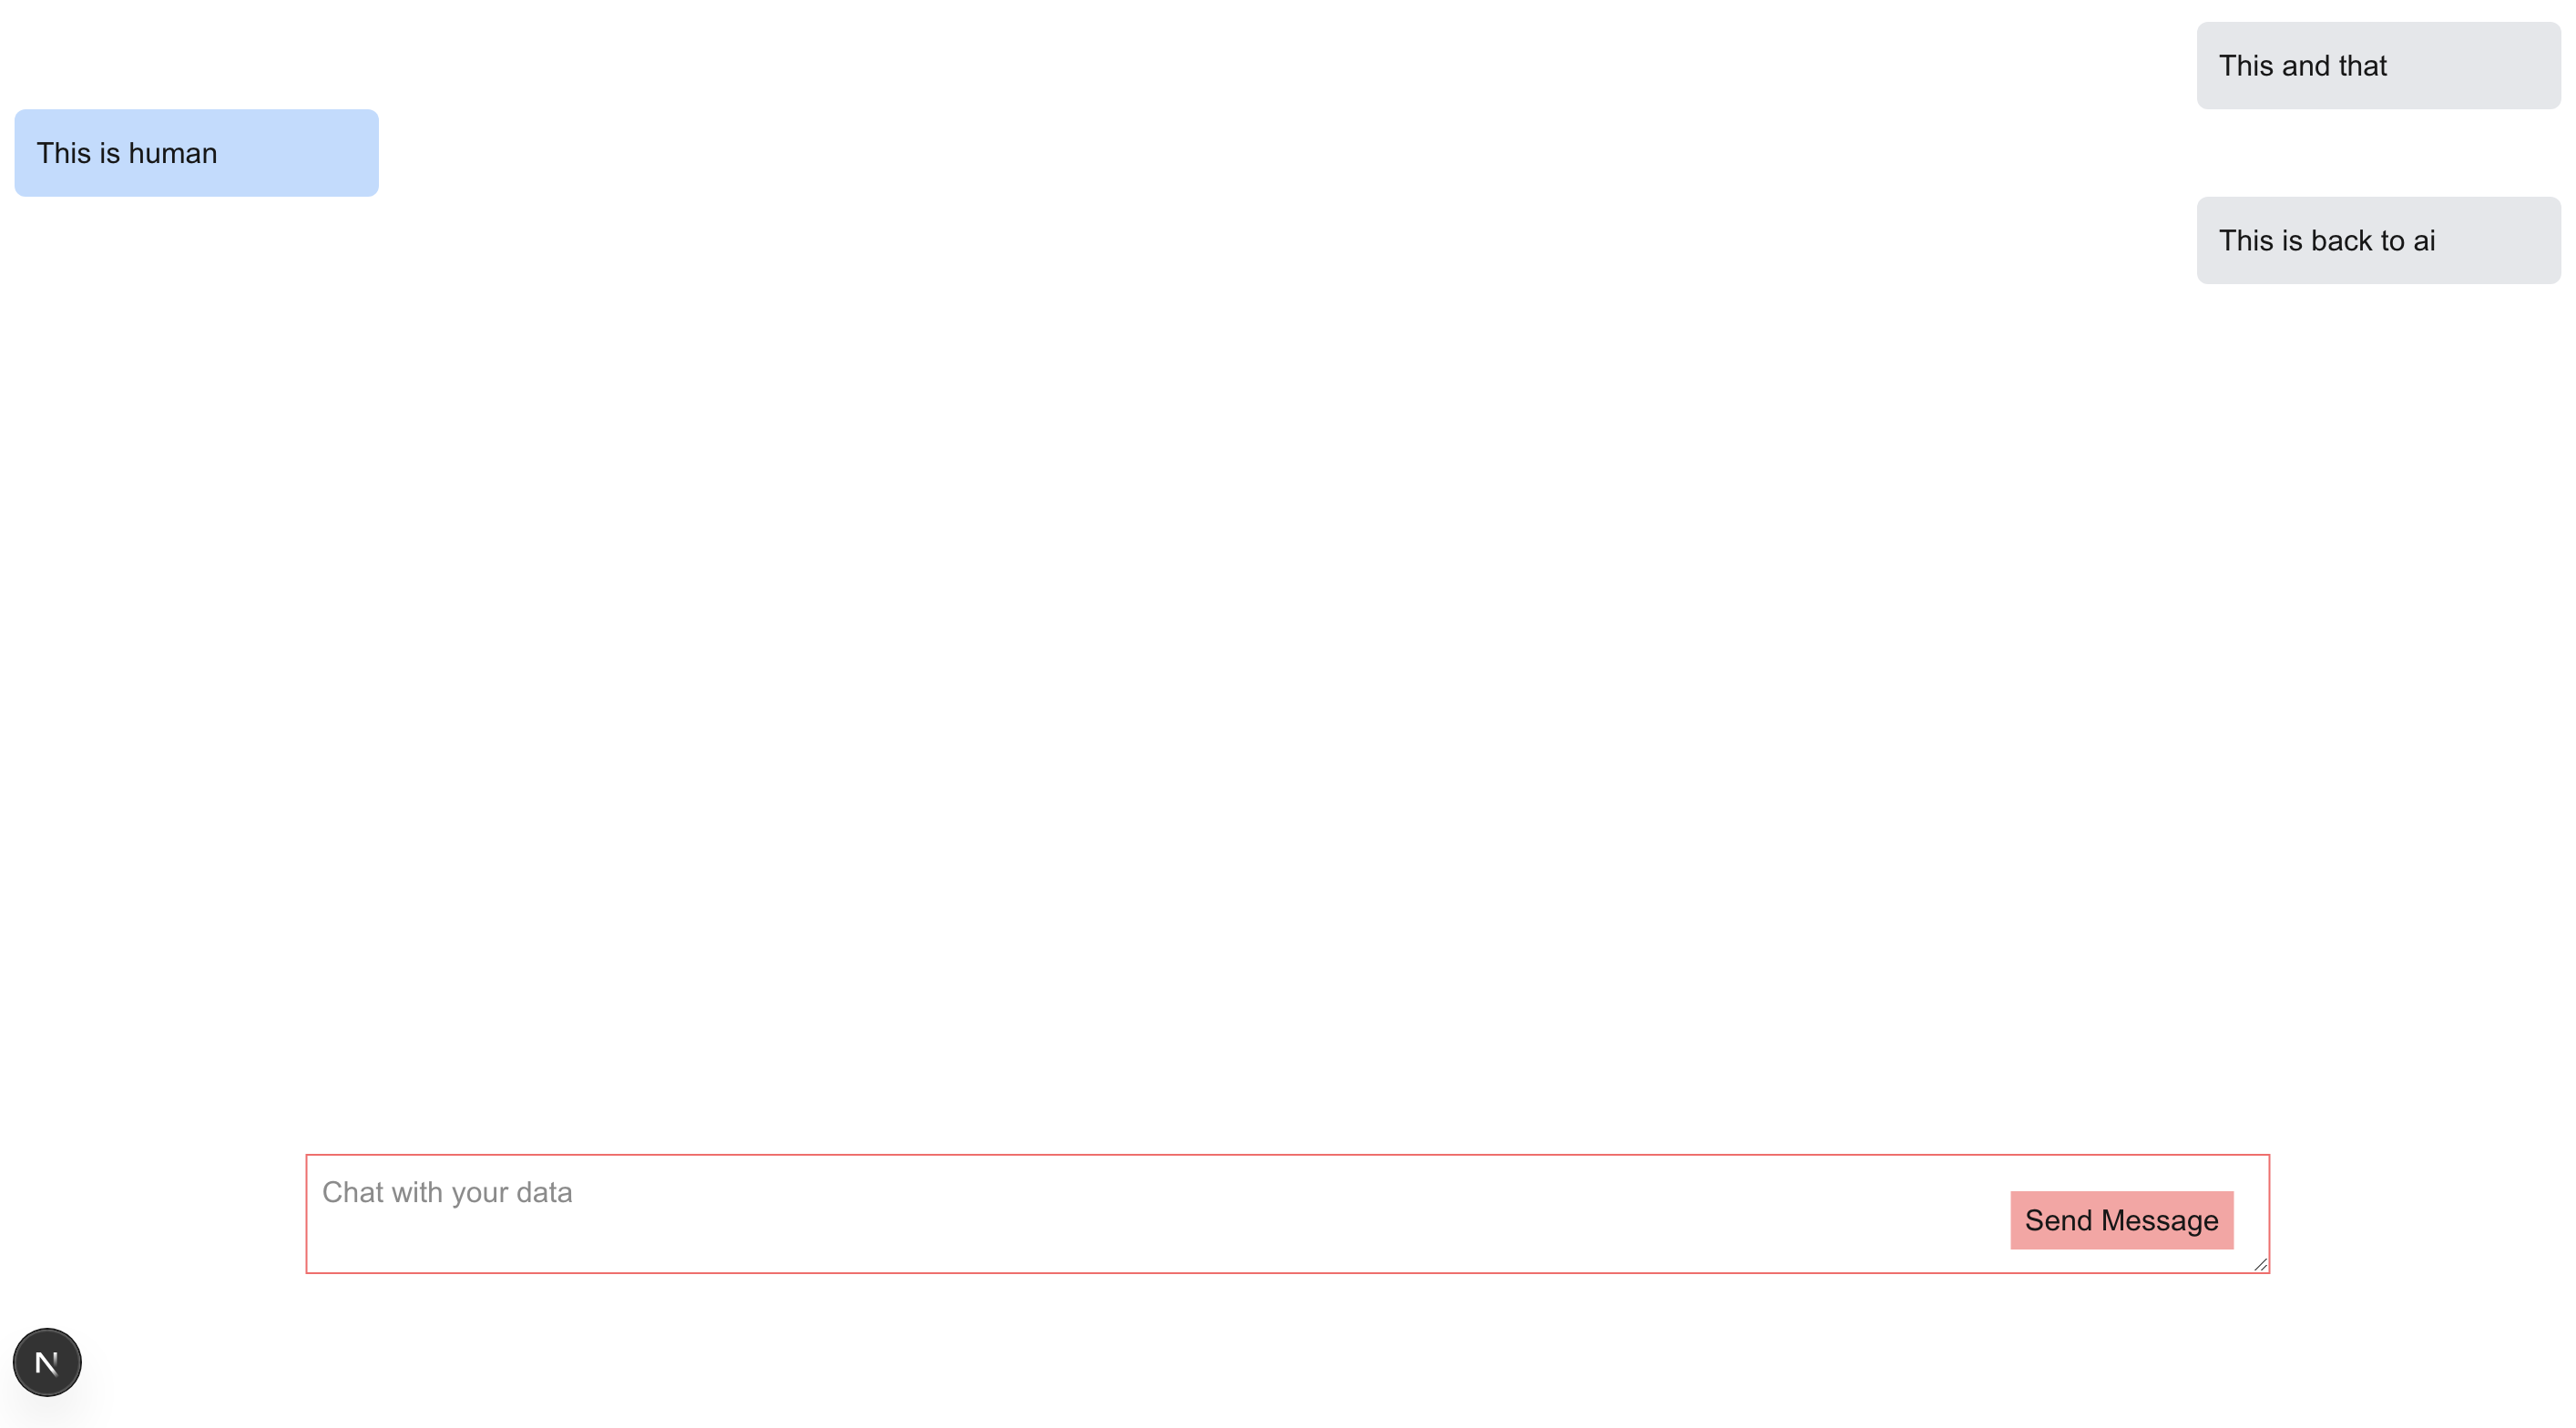 This and that
This is human
This is back to ai
Chat with your data
Send Message
N